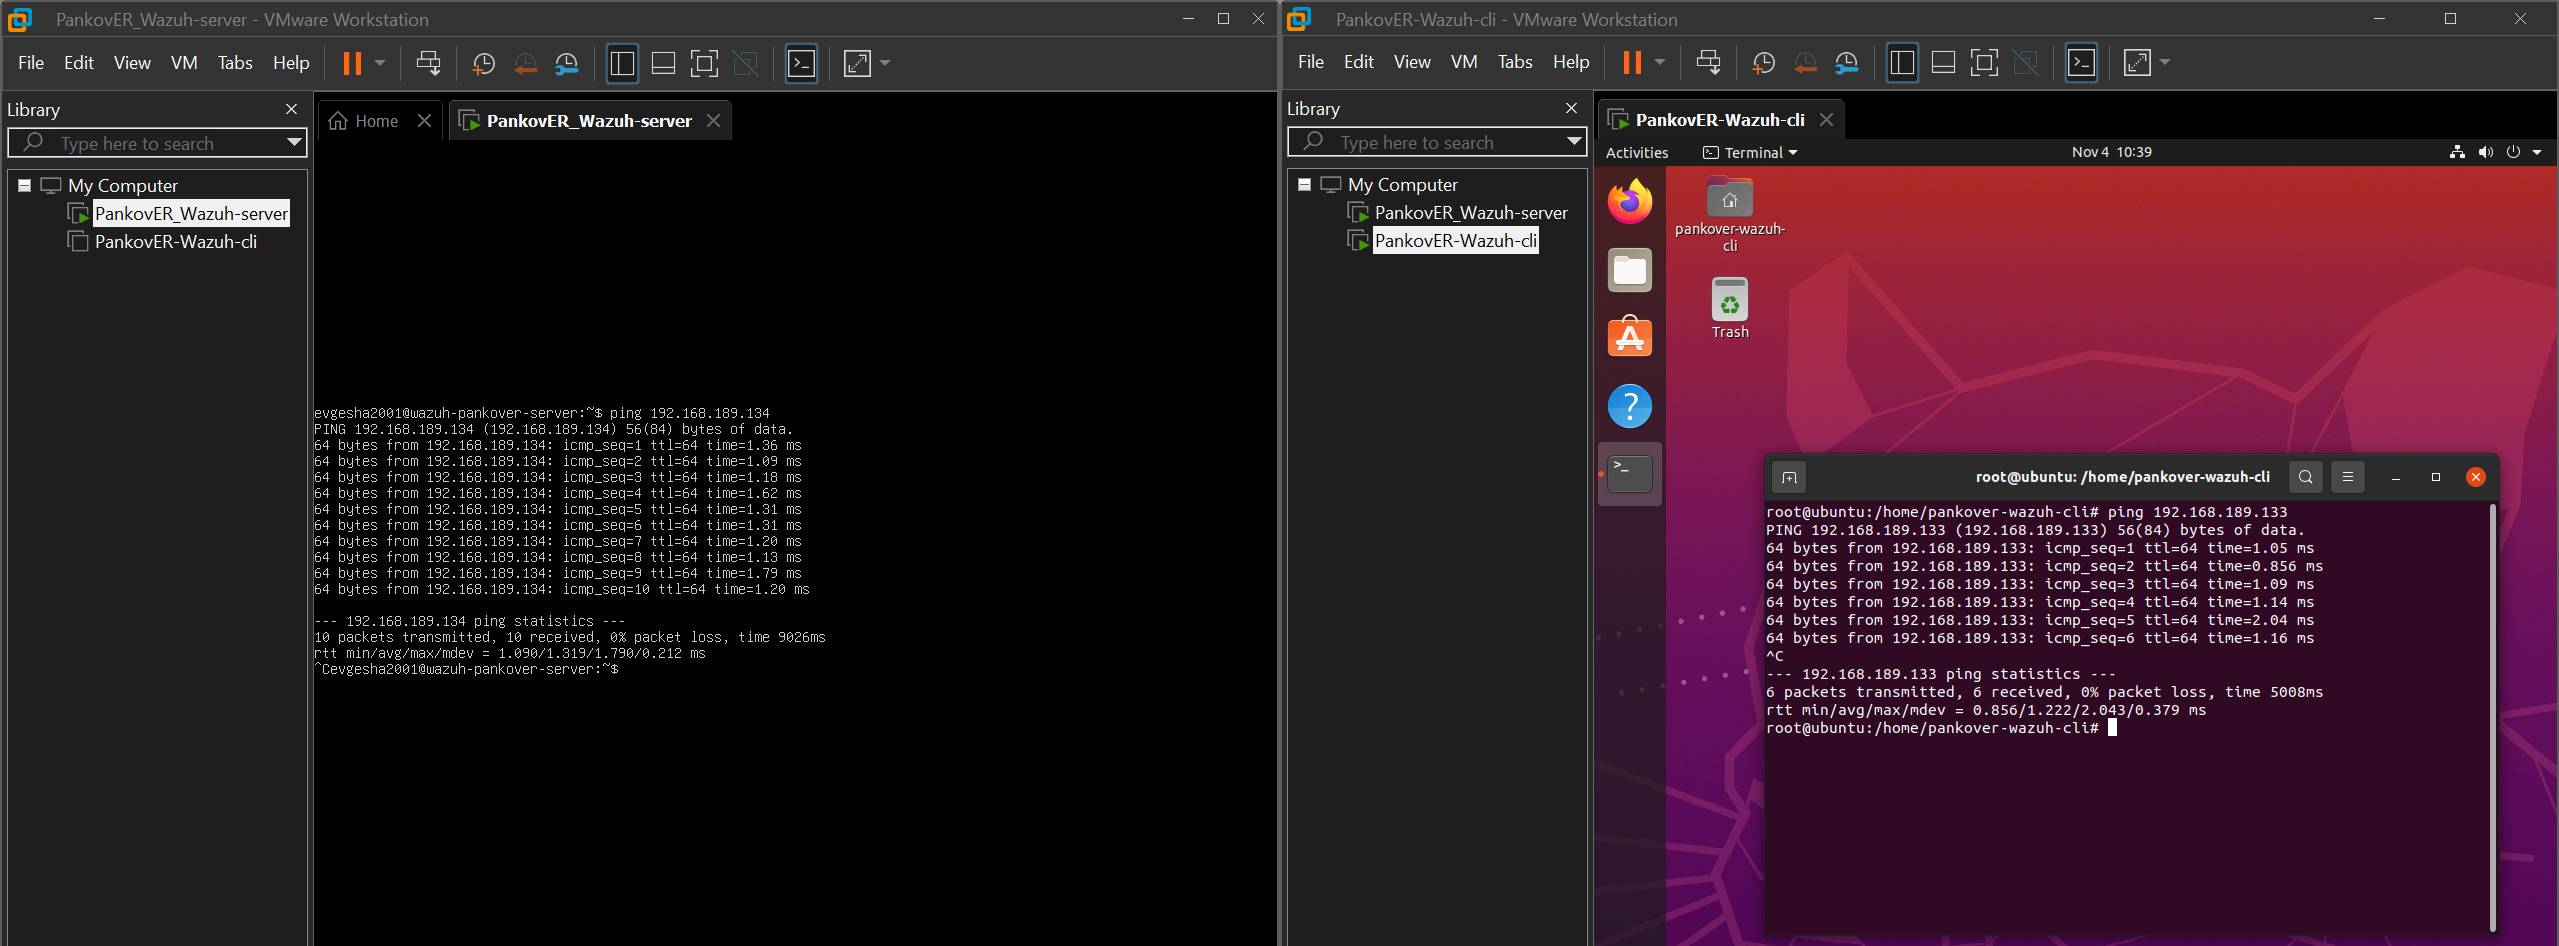 PankovER_Wazuh-server - VMware Workstation
File Edit View VM Tabs Help
Library
Type here to search
My Computer
PankovER_Wazuh-server
PankovER-Wazuh-cli
Home
PankovER_Wazuh-server
evgesha2001@wazuh-pankover-server:~$ ping 192.168.189.134
PING 192.168.189.134 (192.168.189.134) 56(84) bytes of data.
64 bytes from 192.168.189.134: icmp_seq=1 ttl=64 time=1.36 ms
64 bytes from 192.168.189.134: icmp_seq=2 ttl=64 time=1.09 ms
64 bytes from 192.168.189.134: icmp_seq=3 ttl=64 time=1.18 ms
64 bytes from 192.168.189.134: icmp_seq=4 ttl=64 time=1.62 ms
64 bytes from 192.168.189.134: icmp_seq=5 ttl=64 time=1.31 ms
64 bytes from 192.168.189.134: icmp_seq=6 ttl=64 time=1.31 ms
64 bytes from 192.168.189.134: icmp_seq=7 ttl=64 time=1.20 ms
64 bytes from 192.168.189.134: icmp_seq=8 ttl=64 time=1.13 ms
64 bytes from 192.168.189.134: icmp_seq=9 ttl=64 time=1.79 ms
64 bytes from 192.168.189.134: icmp_seq=10 ttl=64 time=1.20 ms
--- 192.168.189.134 ping statistics ---
10 packets transmitted, 10 received, 0% packet loss, time 9026ms
rtt min/avg/max/mdev = 1.090/1.319/1.790/0.212 ms
^Cevgesha2001@wazuh-pankover-server:~$
PankovER-Wazuh-cli - VMware Workstation
File Edit View VM Tabs Help
Library
Type here to search
My Computer
PankovER_Wazuh-server
PankovER-Wazuh-cli
PankovER-Wazuh-cli
Activities Terminal Nov 4 10:39
pankover-wazuh-
cli
Trash
root@ubuntu: /home/pankover-wazuh-cli
root@ubuntu:/home/pankover-wazuh-cli# ping 192.168.189.133
PING 192.168.189.133 (192.168.189.133) 56(84) bytes of data.
64 bytes from 192.168.189.133: icmp_seq=1 ttl=64 time=1.05 ms
64 bytes from 192.168.189.133: icmp_seq=2 ttl=64 time=0.856 ms
64 bytes from 192.168.189.133: icmp_seq=3 ttl=64 time=1.09 ms
64 bytes from 192.168.189.133: icmp_seq=4 ttl=64 time=1.14 ms
64 bytes from 192.168.189.133: icmp_seq=5 ttl=64 time=2.04 ms
64 bytes from 192.168.189.133: icmp_seq=6 ttl=64 time=1.16 ms
^C
--- 192.168.189.133 ping statistics ---
6 packets transmitted, 6 received, 0% packet loss, time 5008ms
rtt min/avg/max/mdev = 0.856/1.222/2.043/0.379 ms
root@ubuntu:/home/pankover-wazuh-cli#